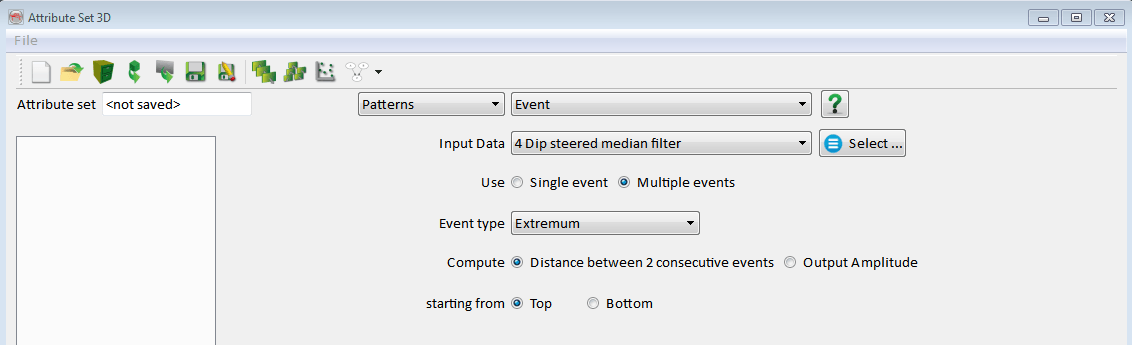 Attribute Set 3D
File
Attribute set <not saved> Patterns Event ?
Input Data 4 Dip steered median filter Select ...
Use Single event Multiple events
Event type Extremum
Compute Distance between 2 consecutive events Output Amplitude
starting from Top Bottom